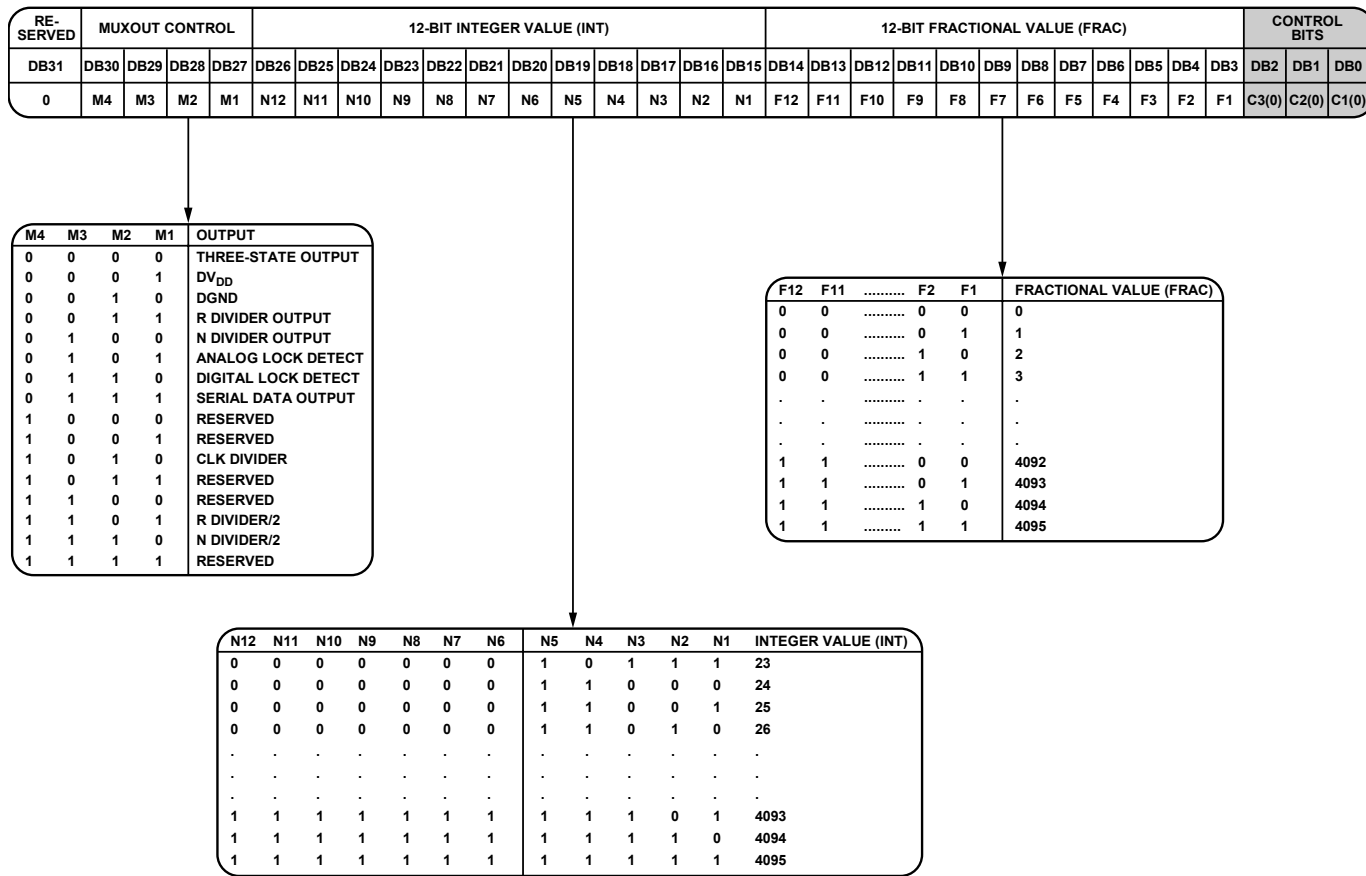 RE-
SERVED MUXOUT CONTROL 12-BIT INTEGER VALUE (INT) 12-BIT FRACTIONAL VALUE (FRAC) CONTROL
BITS
DB31 DB30 DB29 DB28 DB27 DB26 DB25 DB24 DB23 DB22 DB21 DB20 DB19 DB18 DB17 DB16 DB15 DB14 DB13 DB12 DB11 DB10 DB9 DB8 DB7 DB6 DB5 DB4 DB3 DB2 DB1 DB0
0 M4 M3 M2 M1 N12 N11 N10 N9 N8 N7 N6 N5 N4 N3 N2 N1 F12 F11 F10 F9 F8 F7 F6 F5 F4 F3 F2 F1 C3(0) C2(0) C1(0)
M4 M3 M2 M1 OUTPUT
0 0 0 0 THREE-STATE OUTPUT
0 0 0 1 DVDD
0 0 1 0 DGND
0 0 1 1 R DIVIDER OUTPUT
0 1 0 0 N DIVIDER OUTPUT
0 1 0 1 ANALOG LOCK DETECT
0 1 1 0 DIGITAL LOCK DETECT
0 1 1 1 SERIAL DATA OUTPUT
1 0 0 0 RESERVED
1 0 0 1 RESERVED
1 0 1 0 CLK DIVIDER
1 0 1 1 RESERVED
1 1 0 0 RESERVED
1 1 0 1 R DIVIDER/2
1 1 1 0 N DIVIDER/2
1 1 1 1 RESERVED
F12 F11 .......... F2 F1 FRACTIONAL VALUE (FRAC)
0 0 .......... 0 0 0
0 0 .......... 0 1 1
0 0 .......... 1 0 2
0 0 .......... 1 1 3
. . .......... . . .
. . .......... . . .
. . .......... . . .
1 1 .......... 0 0 4092
1 1 .......... 0 1 4093
1 1 .......... 1 0 4094
1 1 ......... 1 1 4095
N12 N11 N10 N9 N8 N7 N6 N5 N4 N3 N2 N1 INTEGER VALUE (INT)
0 0 0 0 0 0 0 1 0 1 1 1 23
0 0 0 0 0 0 0 1 1 0 0 0 24
0 0 0 0 0 0 0 1 1 0 0 1 25
0 0 0 0 0 0 0 1 1 0 1 0 26
. . . . . . . . . . . . .
. . . . . . . . . . . . .
. . . . . . . . . . . . .
1 1 1 1 1 1 1 1 1 1 0 1 4093
1 1 1 1 1 1 1 1 1 1 1 0 4094
1 1 1 1 1 1 1 1 1 1 1 1 4095